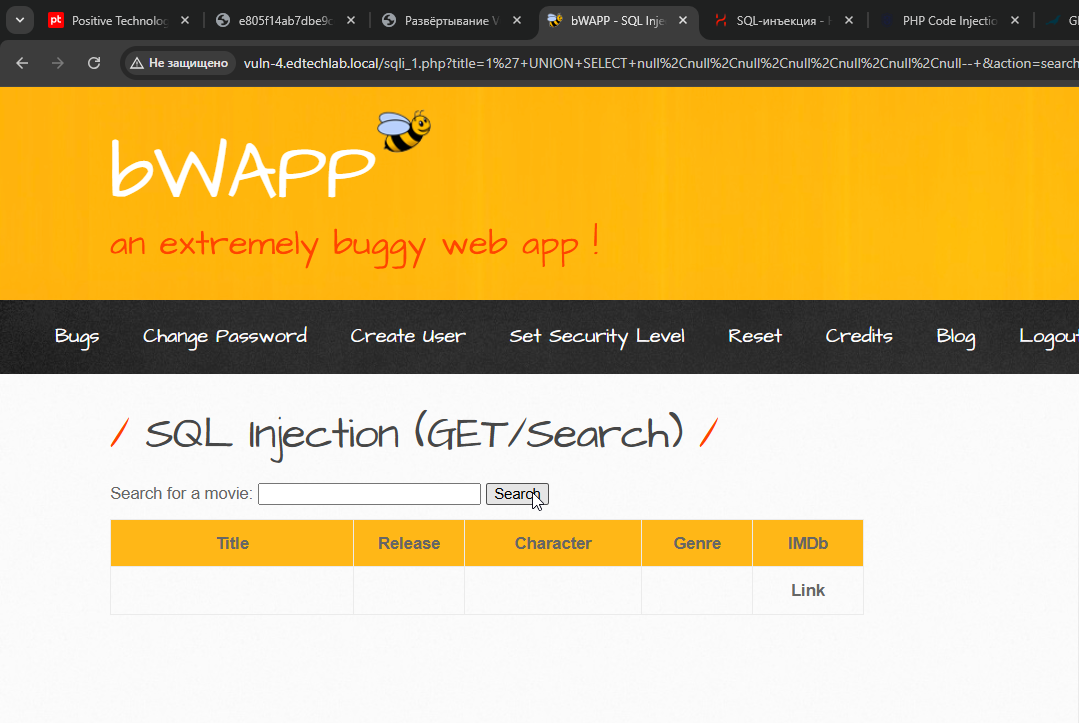 pt Positive Technolog
e805f14ab7dbe9c
Развёртывание V
bWAPP - SQL Inje
SQL-инъекция -
PHP Code Injectio
Не защищено vuln-4.edtechlab.local/sqli_1.php?title=1%27+UNION+SELECT+null%2Cnull%2Cnull%2Cnull%2Cnull%2Cnull%2Cnull--+&action=search
bWAPP
an extremely buggy web app !
Bugs Change Password Create User Set Security Level Reset Credits Blog Logout
/ SQL Injection (GET/Search) /
Search for a movie: Search
Title Release Character Genre IMDb
Link